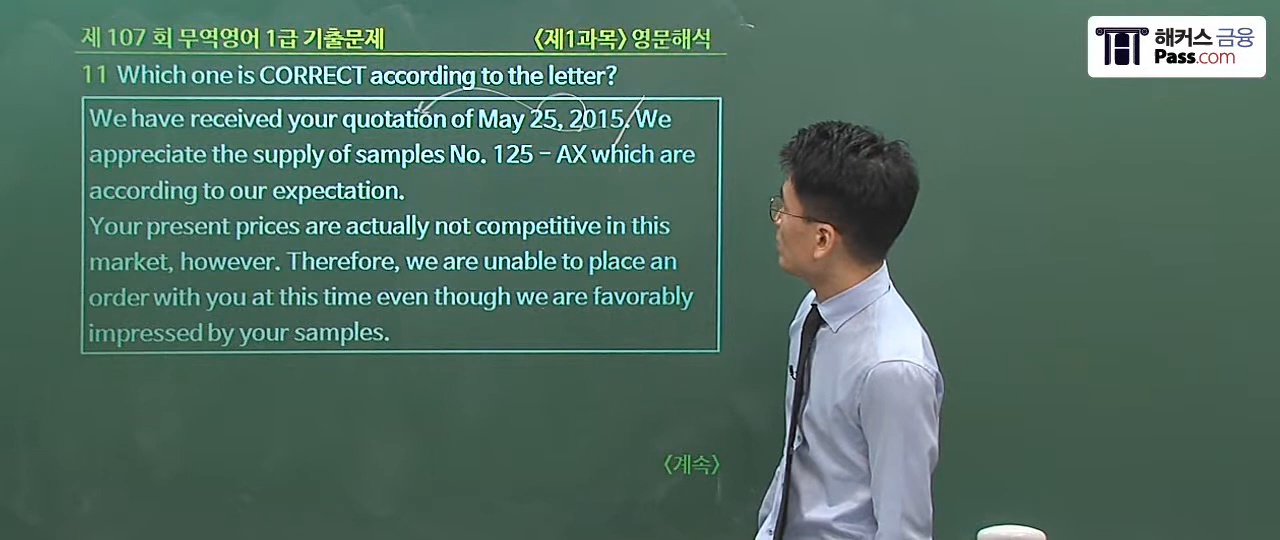 제 107 회 무역영어 1급 기출문제 〈제1과목〉 영문해석
해커스 금융
Pass.com
11 Which one is CORRECT according to the letter?
We have received your quotation of May 25, 2015. We
appreciate the supply of samples No. 125 - AX which are
according to our expectation.
Your present prices are actually not competitive in this
market, however. Therefore, we are unable to place an
order with you at this time even though we are favorably
impressed by your samples.
〈계속〉